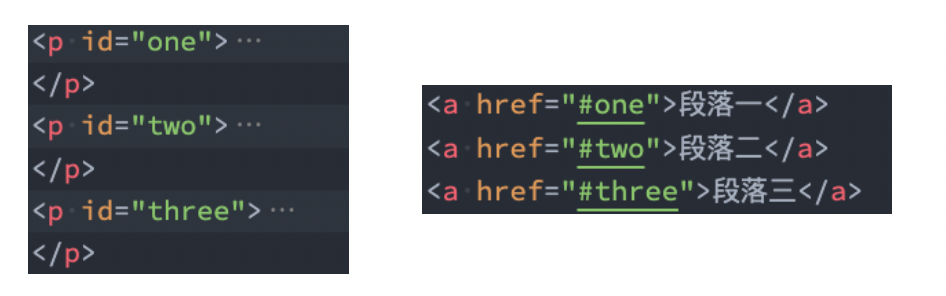 <p id="one">···
</p>
<p id="two">···
</p>
<p id="three">···
</p>
<a href="#one">段落一</a>
<a href="#two">段落二</a>
<a href="#three">段落三</a>